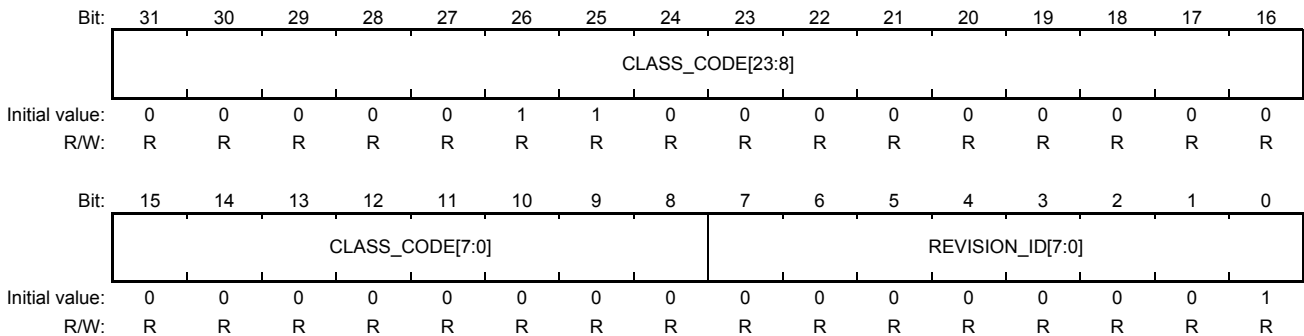 Bit: 31 30 29 28 27 26 25 24 23 22 21 20 19 18 17 16
CLASS_CODE[23:8]
Initial value: 0 0 0 0 0 1 1 0 0 0 0 0 0 0 0 0
R/W: R R R R R R R R R R R R R R R R
Bit: 15 14 13 12 11 10 9 8 7 6 5 4 3 2 1 0
CLASS_CODE[7:0] REVISION_ID[7:0]
Initial value: 0 0 0 0 0 0 0 0 0 0 0 0 0 0 0 1
R/W: R R R R R R R R R R R R R R R R